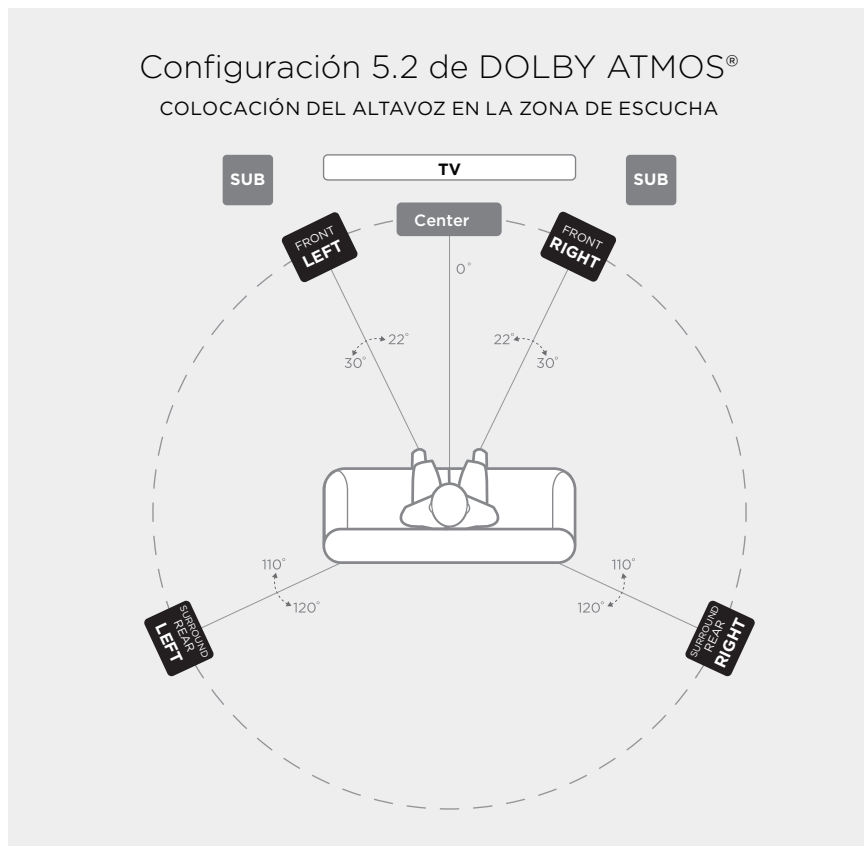 Configuración 5.2 de DOLBY ATMOS®
COLOCACIÓN DEL ALTAVOZ EN LA ZONA DE ESCUCHA
SUB
TV
SUB
FRONT
LEFT
Center
FRONT
RIGHT
0°
22°
30°
22°
30°
110°
120°
110°
120°
SURROUND
REAR
LEFT
SURROUND
REAR
RIGHT